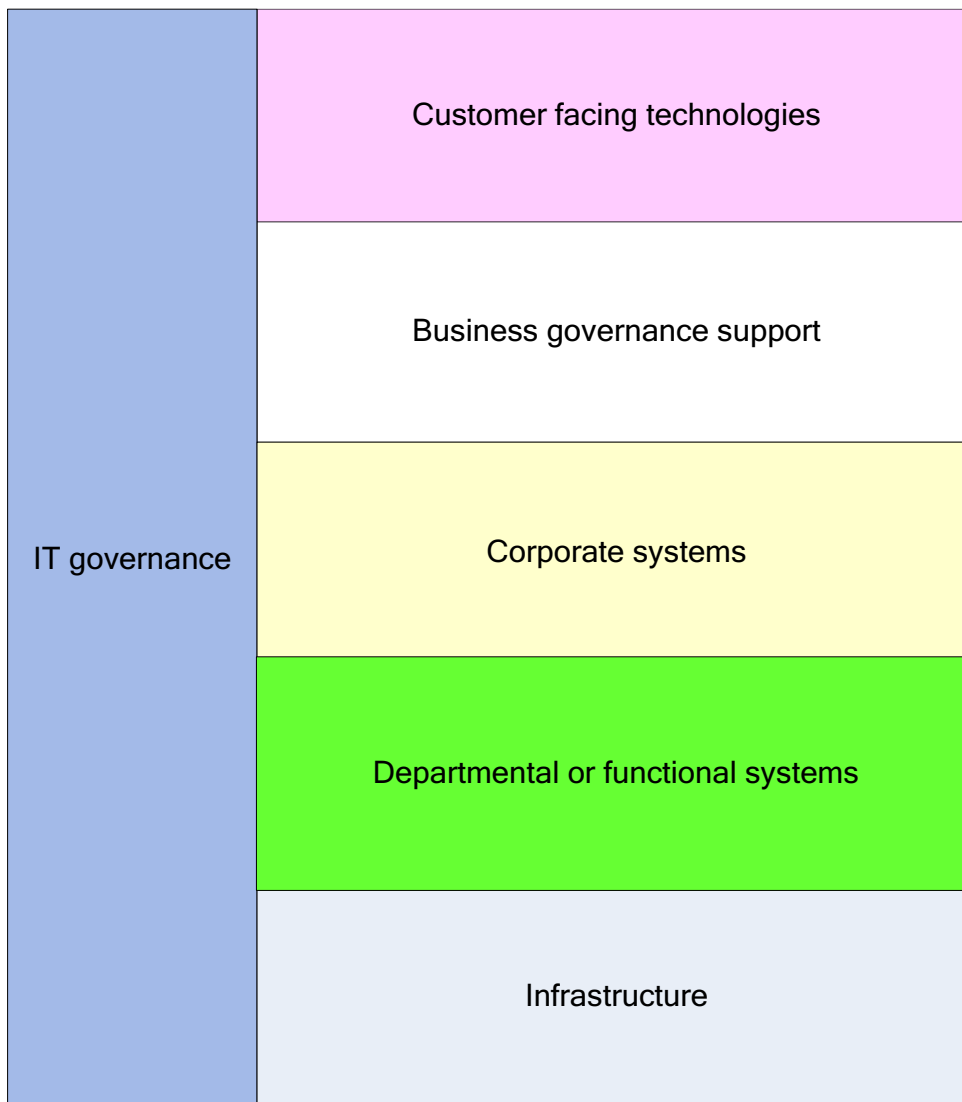 Customer facing technologies
Business governance support
IT governance
Corporate systems
Departmental or functional systems
Infrastructure